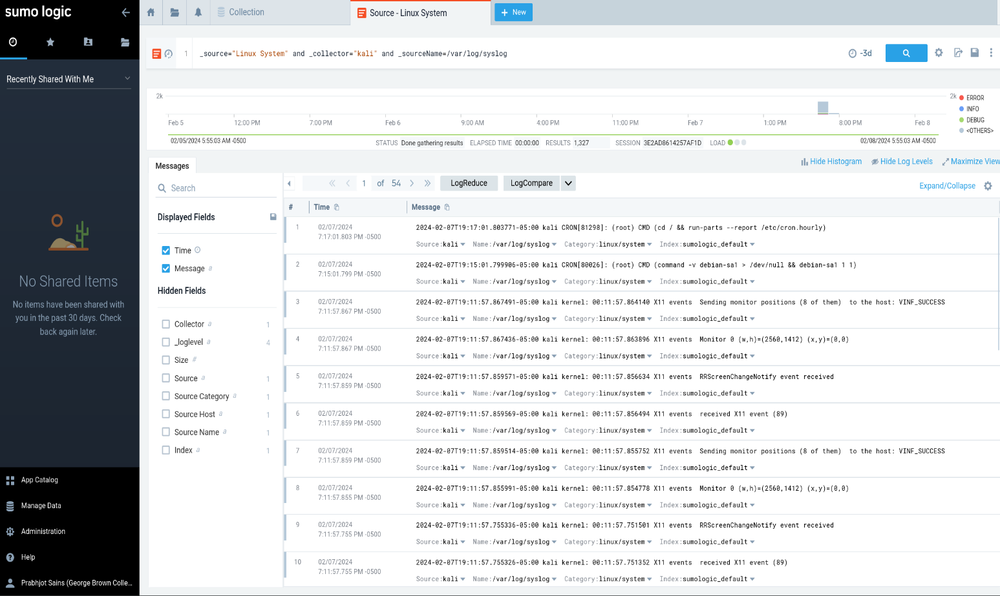 sumo logic
Recently Shared With Me
No Shared Items
No items have been shared with
you in the past 30 days. Check
back again later.
App Catalog
Manage Data
Administration
Help
Prabhjot Sains (George Brown Colle...
Collection
Source - Linux System
+ New
1 _source="Linux System" and _collector="kali" and _sourceName=/var/log/syslog
-3d
2k
2k
ERROR
INFO
DEBUG
<OTHERS>
Feb 5 12:00 PM 7:00 PM Feb 6 9:00 AM 4:00 PM 11:00 PM Feb 7 1:00 PM 8:00 PM Feb 8
02/05/2024 5:55:03 AM -0500 STATUS Done gathering results ELAPSED TIME 00:00:00 RESULTS 1,327 SESSION 3E2AD8614257AF1D LOAD 02/08/2024 5:55:03 AM -0500
Messages
Hide Histogram Hide Log Levels Maximize View
Search
Displayed Fields
Time
Message a
Hidden Fields
Collector a 1
_loglevel a 4
Size #
Source a 1
Source Category a 1
Source Host a 1
Source Name a 1
Index a 1
1 of 54 LogReduce LogCompare
Expand/Collapse
# Time Message
1 02/07/2024 7:17:01.803 PM -0500 2024-02-07T19:17:01.803771-05:00 kali CRON[81298]: (root) CMD (cd / && run-parts --report /etc/cron.hourly)
Source:kali Name:/var/log/syslog Category:linux/system Index:sumologic_default
2 02/07/2024 7:15:01.799 PM -0500 2024-02-07T19:15:01.799906-05:00 kali CRON[80026]: (root) CMD (command -v debian-sa1 > /dev/null && debian-sa1 1 1)
Source:kali Name:/var/log/syslog Category:linux/system Index:sumologic_default
3 02/07/2024 7:11:57.867 PM -0500 2024-02-07T19:11:57.867491-05:00 kali kernel: 00:11:57.864140 X11 events  Sending monitor positions (8 of them)  to the host: VINF_SUCCESS
Source:kali Name:/var/log/syslog Category:linux/system Index:sumologic_default
4 02/07/2024 7:11:57.867 PM -0500 2024-02-07T19:11:57.867436-05:00 kali kernel: 00:11:57.863896 X11 events  Monitor 0 (w,h)=(2560,1412) (x,y)=(0,0)
Source:kali Name:/var/log/syslog Category:linux/system Index:sumologic_default
5 02/07/2024 7:11:57.859 PM -0500 2024-02-07T19:11:57.859571-05:00 kali kernel: 00:11:57.856634 X11 events  RRScreenChangeNotify event received
Source:kali Name:/var/log/syslog Category:linux/system Index:sumologic_default
6 02/07/2024 7:11:57.859 PM -0500 2024-02-07T19:11:57.859569-05:00 kali kernel: 00:11:57.856494 X11 events  received X11 event (89)
Source:kali Name:/var/log/syslog Category:linux/system Index:sumologic_default
7 02/07/2024 7:11:57.859 PM -0500 2024-02-07T19:11:57.859514-05:00 kali kernel: 00:11:57.855752 X11 events  Sending monitor positions (8 of them)  to the host: VINF_SUCCESS
Source:kali Name:/var/log/syslog Category:linux/system Index:sumologic_default
8 02/07/2024 7:11:57.855 PM -0500 2024-02-07T19:11:57.855991-05:00 kali kernel: 00:11:57.854778 X11 events  Monitor 0 (w,h)=(2560,1412) (x,y)=(0,0)
Source:kali Name:/var/log/syslog Category:linux/system Index:sumologic_default
9 02/07/2024 7:11:57.755 PM -0500 2024-02-07T19:11:57.755336-05:00 kali kernel: 00:11:57.751501 X11 events  RRScreenChangeNotify event received
Source:kali Name:/var/log/syslog Category:linux/system Index:sumologic_default
10 02/07/2024 7:11:57.755 PM -0500 2024-02-07T19:11:57.755326-05:00 kali kernel: 00:11:57.751352 X11 events  received X11 event (89)
Source:kali Name:/var/log/syslog Category:linux/system Index:sumologic_default